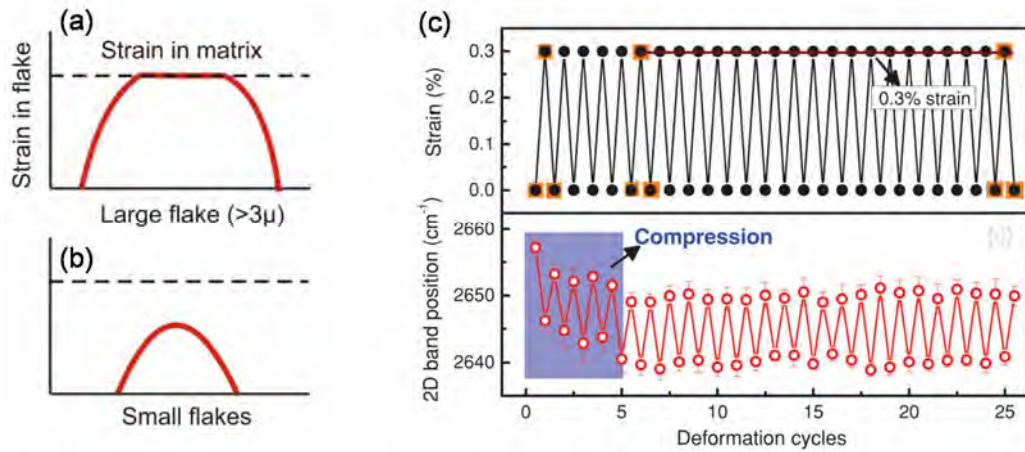 (a)
Strain in matrix
Strain in flake
Large flake (>3μ)
(b)
Small flakes
(c)
Strain (%)
0.3
0.2
0.1
0.0
0.3% strain
2D band position (cm⁻¹)
2660
2650
2640
Compression
0 5 10 15 20 25
Deformation cycles